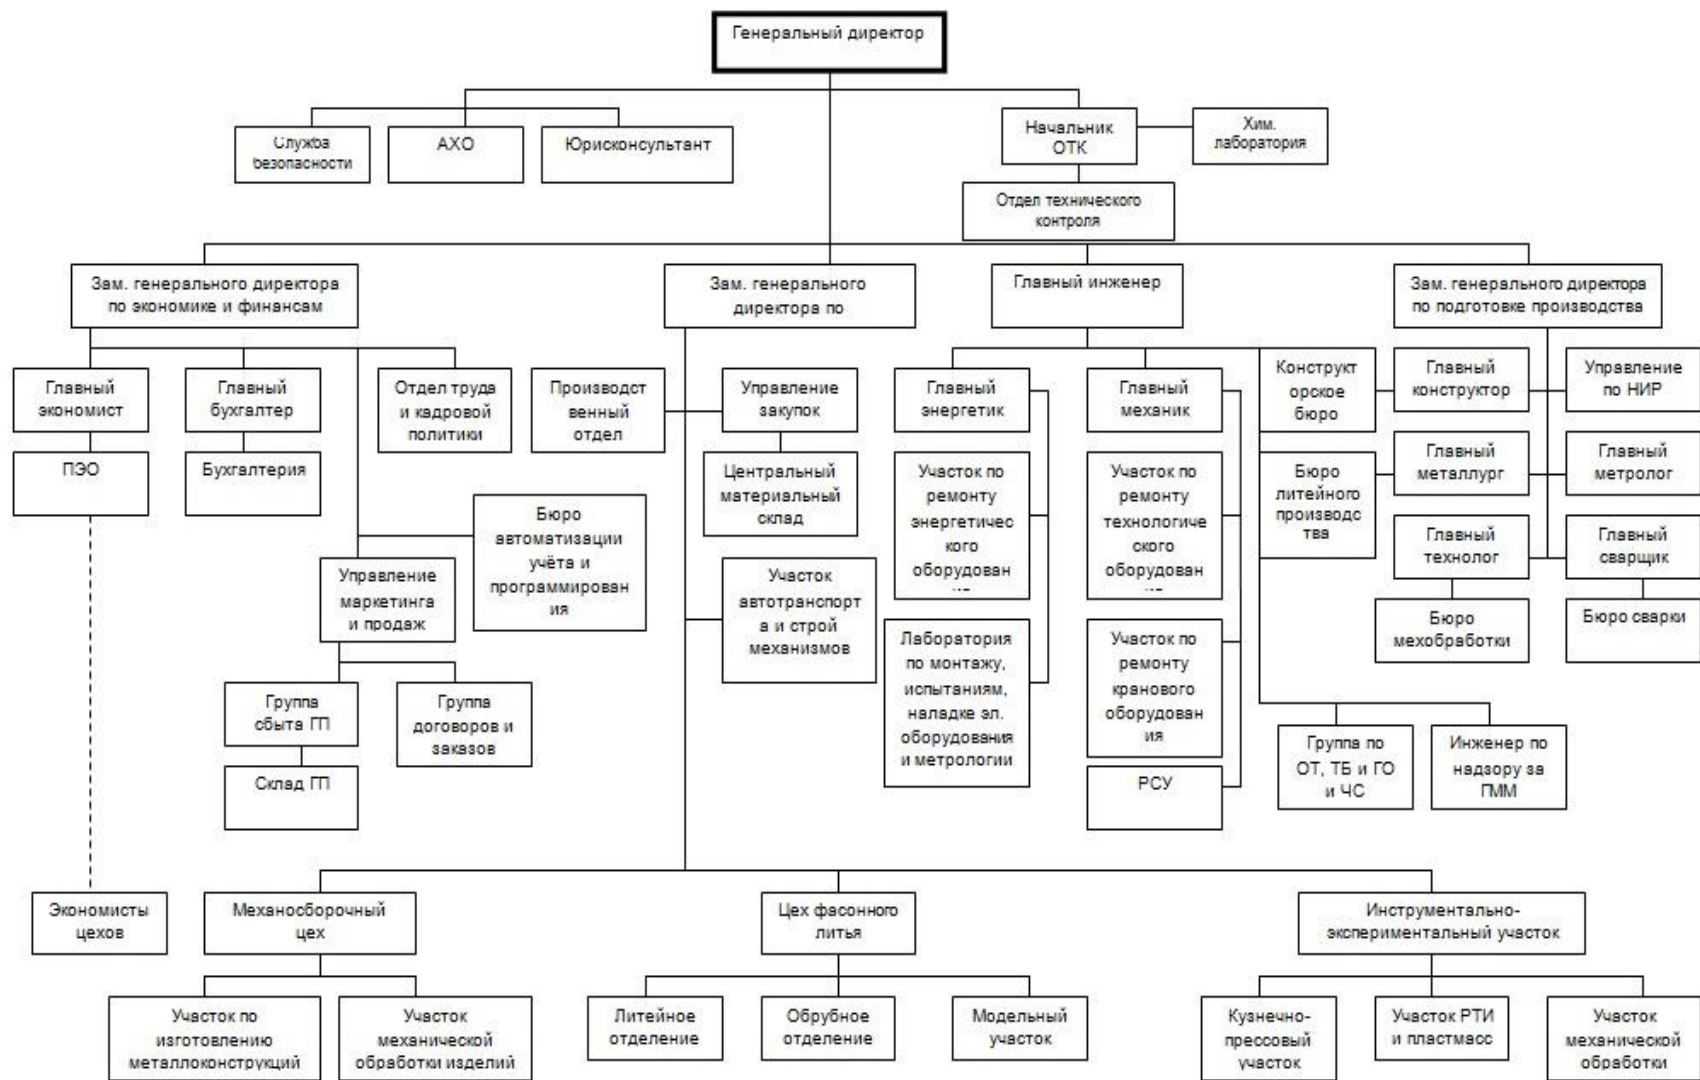 Генеральный директор
Служба
безопасности
АХО
Юрисконсультант
Начальник
ОТК
Хим.
лаборатория
Отдел технического
контроля
Зам. генерального директора
по экономике и финансам
Зам. генерального
директора по
Главный инженер
Зам. генерального директора
по подготовке производства
Главный
экономист
Главный
бухгалтер
Отдел труда
и кадровой
политики
Производст
венный
отдел
Управление
закупок
Главный
энергетик
Главный
механик
Конструкт
орское
бюро
Главный
конструктор
Управление
по НИР
ПЭО
Бухгалтерия
Центральный
материальный
склад
Участок по
ремонту
энергетичес
кого
оборудован
Участок по
ремонту
технологиче
ского
оборудован
Бюро
литейного
производс
тва
Главный
металлург
Главный
метролог
Бюро
автоматизации
учёта и
программирован
ия
Главный
технолог
Главный
сварщик
Управление
маркетинга
и продаж
Участок
автотранспорт
а и строй
механизмов
Бюро
мехобработки
Бюро сварки
Лаборатория
по монтажу,
испытаниям,
наладке эл.
оборудования
и метрологии
Участок по
ремонту
кранового
оборудован
ия
Группа
сбыта ГП
Группа
договоров и
заказов
Группа по
ОТ, ТБ и ГО
и ЧС
Инженер по
надзору за
ГММ
Склад ГП
РСУ
Экономисты
цехов
Механосборочный
цех
Цех фасонного
литья
Инструментально-
экспериментальный участок
Участок по
изготовлению
металлоконструкций
Участок
механической
обработки изделий
Литейное
отделение
Обрубное
отделение
Модельный
участок
Кузнечно-
прессовый
участок
Участок РТИ
и пластмасс
Участок
механической
обработки